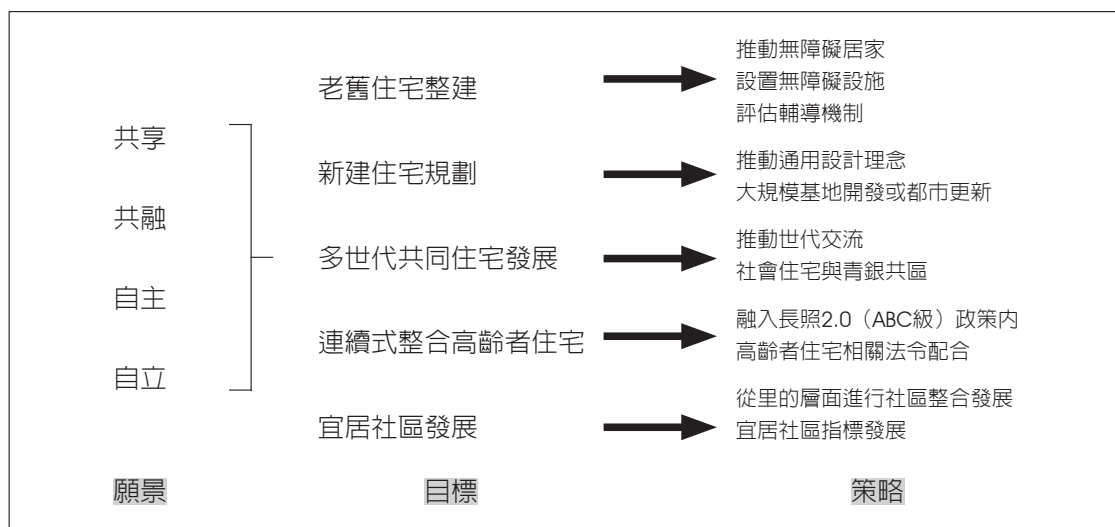 共享
共融
自主
自立
願景
老舊住宅整建
新建住宅規劃
多世代共同住宅發展
連續式整合高齡者住宅
宜居社區發展
目標
推動無障礙居家
設置無障礙設施
評估輔導機制
推動通用設計理念
大規模基地開發或都市更新
推動世代交流
社會住宅與青銀共區
融入長照2.0（ABC級）政策內
高齡者住宅相關法令配合
從里的層面進行社區整合發展
宜居社區指標發展
策略